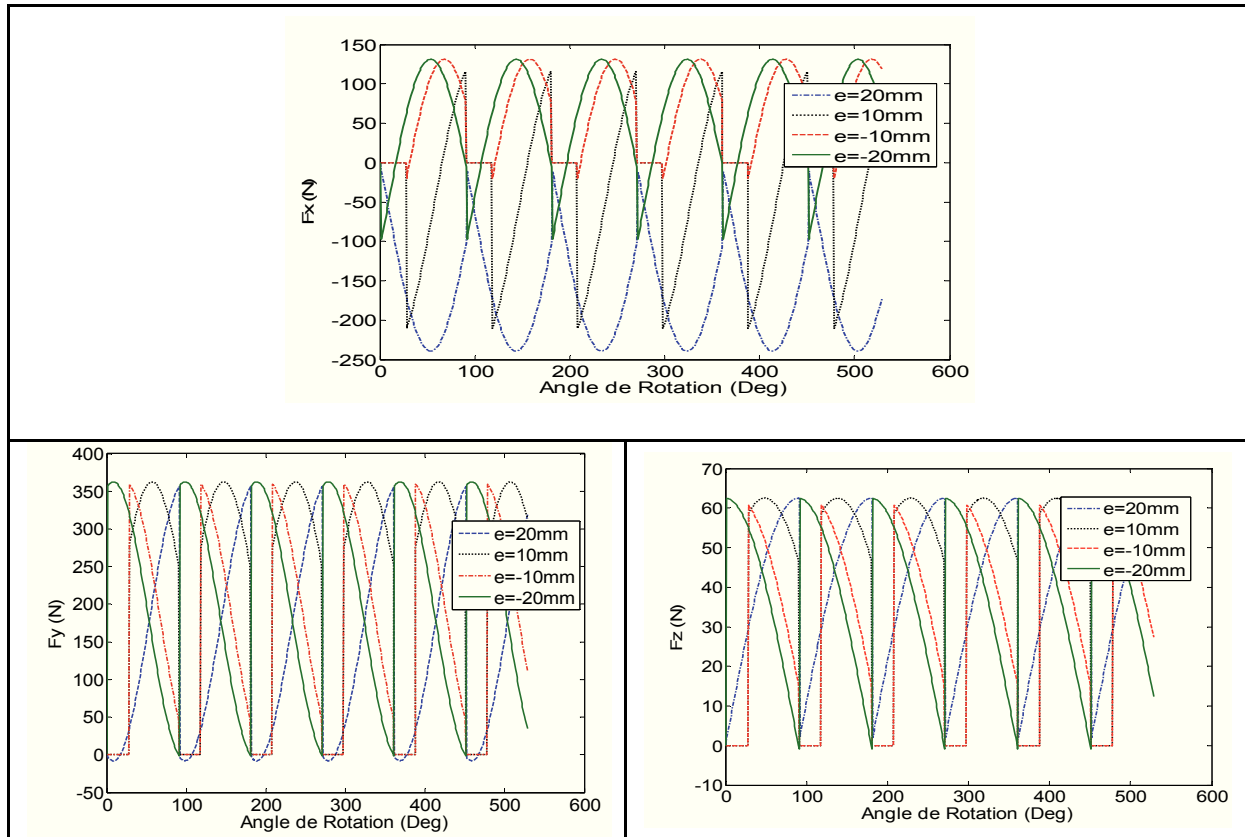 150
100
50
0
-50
-100
-150
-200
-250
Fx (N)
e=20mm
e=10mm
e=-10mm
e=-20mm
0 100 200 300 400 500 600
Angle de Rotation (Deg)
400
350
300
250
200
150
100
50
0
-50
Fy (N)
e=20mm
e=10mm
e=-10mm
e=-20mm
0 100 200 300 400 500 600
Angle de Rotation (Deg)
70
60
50
40
30
20
10
0
-10
Fz (N)
e=20mm
e=10mm
e=-10mm
e=-20mm
0 100 200 300 400 500 600
Angle de Rotation (Deg)